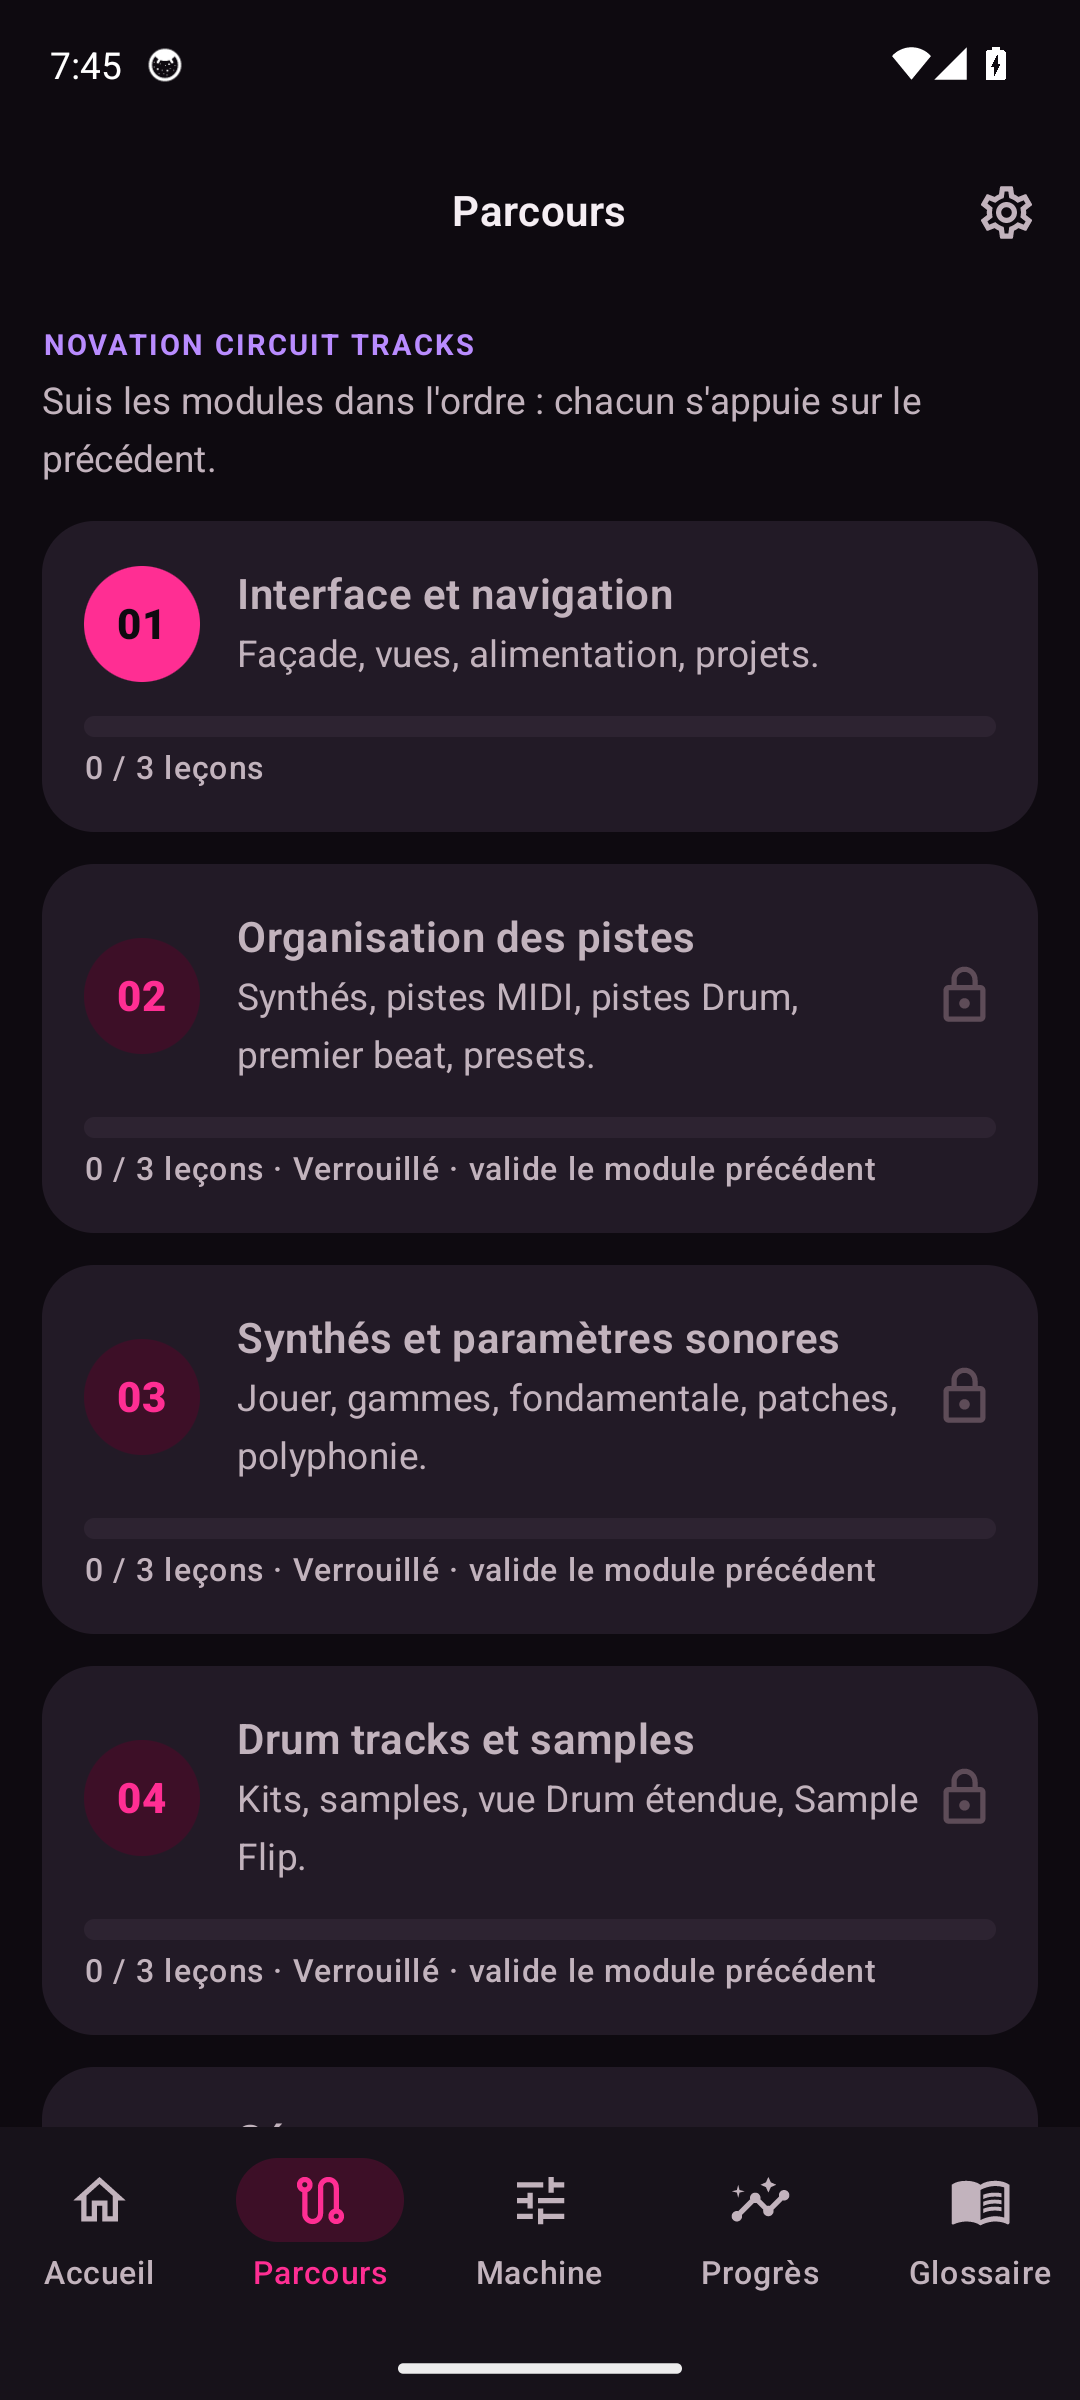 7:45
Parcours
NOVATION CIRCUIT TRACKS
Suis les modules dans l'ordre : chacun s'appuie sur le
précédent.
01
Interface et navigation
Façade, vues, alimentation, projets.
0 / 3 leçons
02
Organisation des pistes
Synthés, pistes MIDI, pistes Drum,
premier beat, presets.
0 / 3 leçons · Verrouillé · valide le module précédent
03
Synthés et paramètres sonores
Jouer, gammes, fondamentale, patches,
polyphonie.
0 / 3 leçons · Verrouillé · valide le module précédent
04
Drum tracks et samples
Kits, samples, vue Drum étendue, Sample
Flip.
0 / 3 leçons · Verrouillé · valide le module précédent
Accueil
Parcours
Machine
Progrès
Glossaire